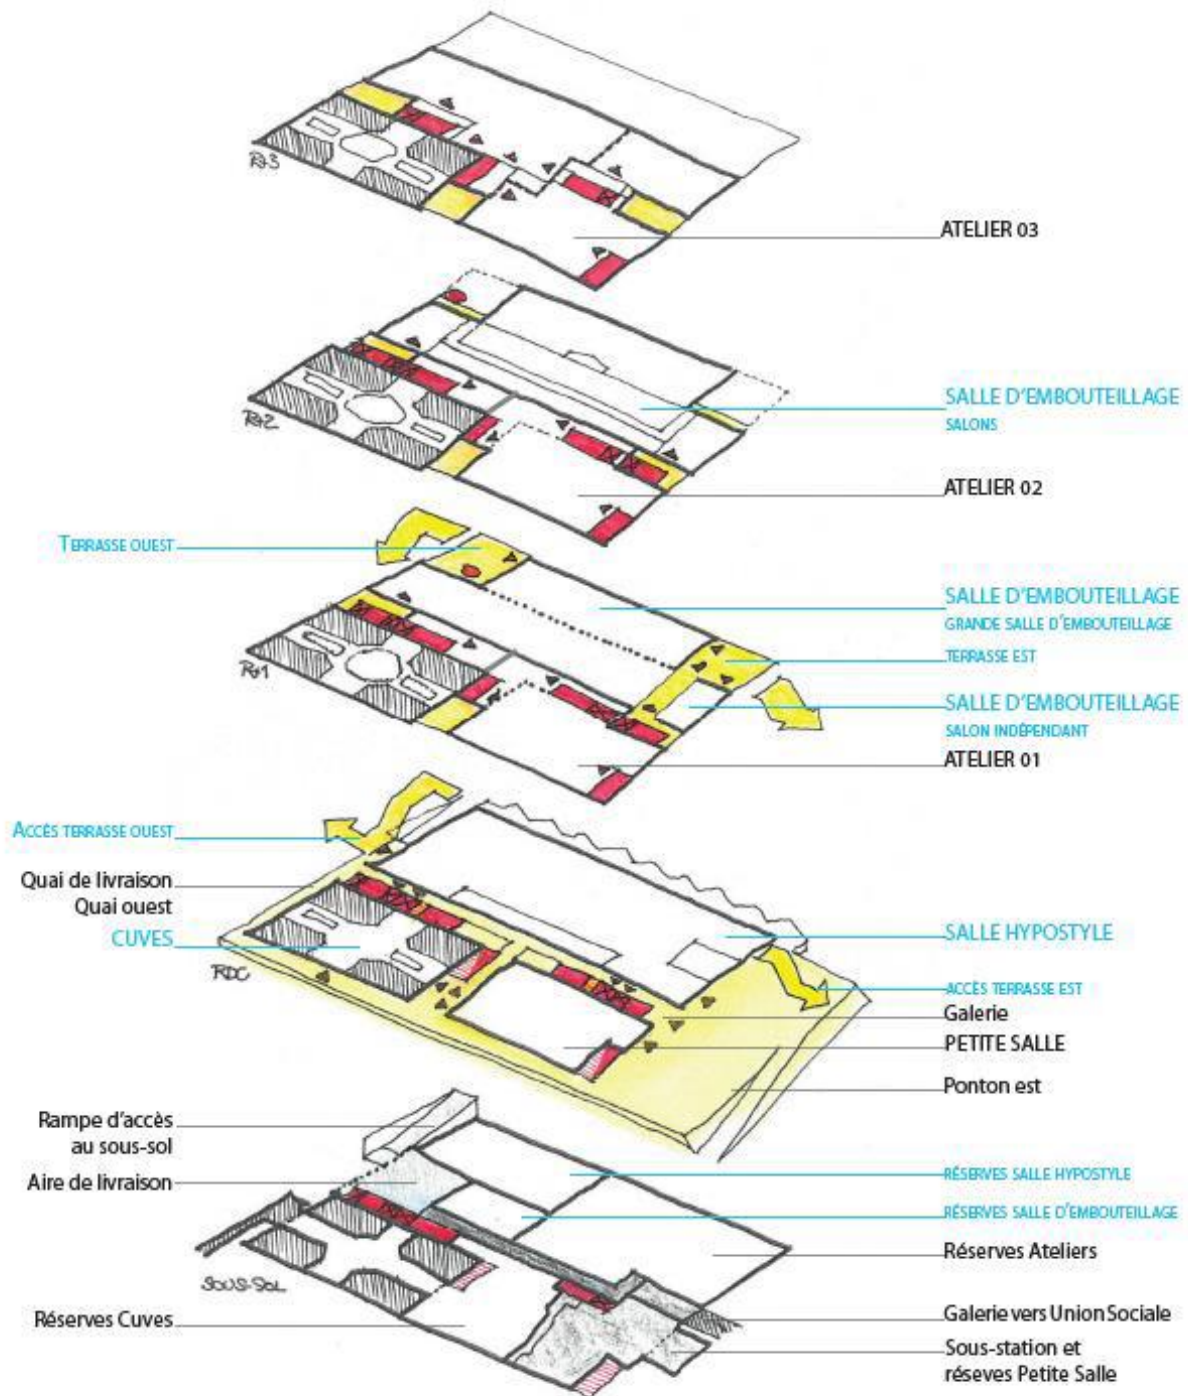 R+3
ATELIER 03
SALLE D'EMBOUTEILLAGE
SALONS
R+2
ATELIER 02
TERRASSE OUEST
SALLE D'EMBOUTEILLAGE
GRANDE SALLE D'EMBOUTEILLAGE
TERRASSE EST
R+1
SALLE D'EMBOUTEILLAGE
SALON INDÉPENDANT
ATELIER 01
ACCÈS TERRASSE OUEST
Quai de livraison
Quai ouest
CUVES
SALLE HYPOSTYLE
RDC
ACCÈS TERRASSE EST
Galerie
PETITE SALLE
Ponton est
Rampe d'accès
au sous-sol
Aire de livraison
RÉSERVES SALLE HYPOSTYLE
RÉSERVES SALLE D'EMBOUTEILLAGE
Réserves Ateliers
SOUS-SOL
Réserves Cuves
Galerie vers Union Sociale
Sous-station et
réseves Petite Salle